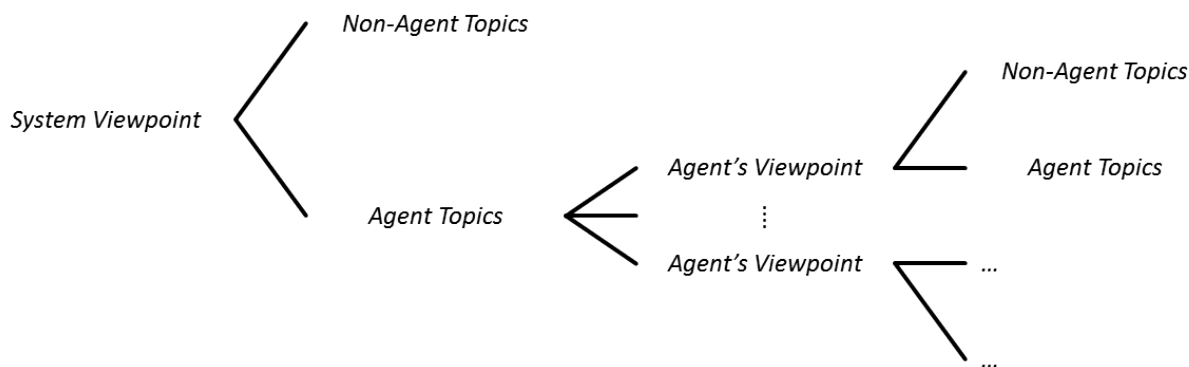 Non-Agent Topics
Non-Agent Topics
System Viewpoint
Agent's Viewpoint
Agent Topics
Agent Topics
Agent's Viewpoint
...
...